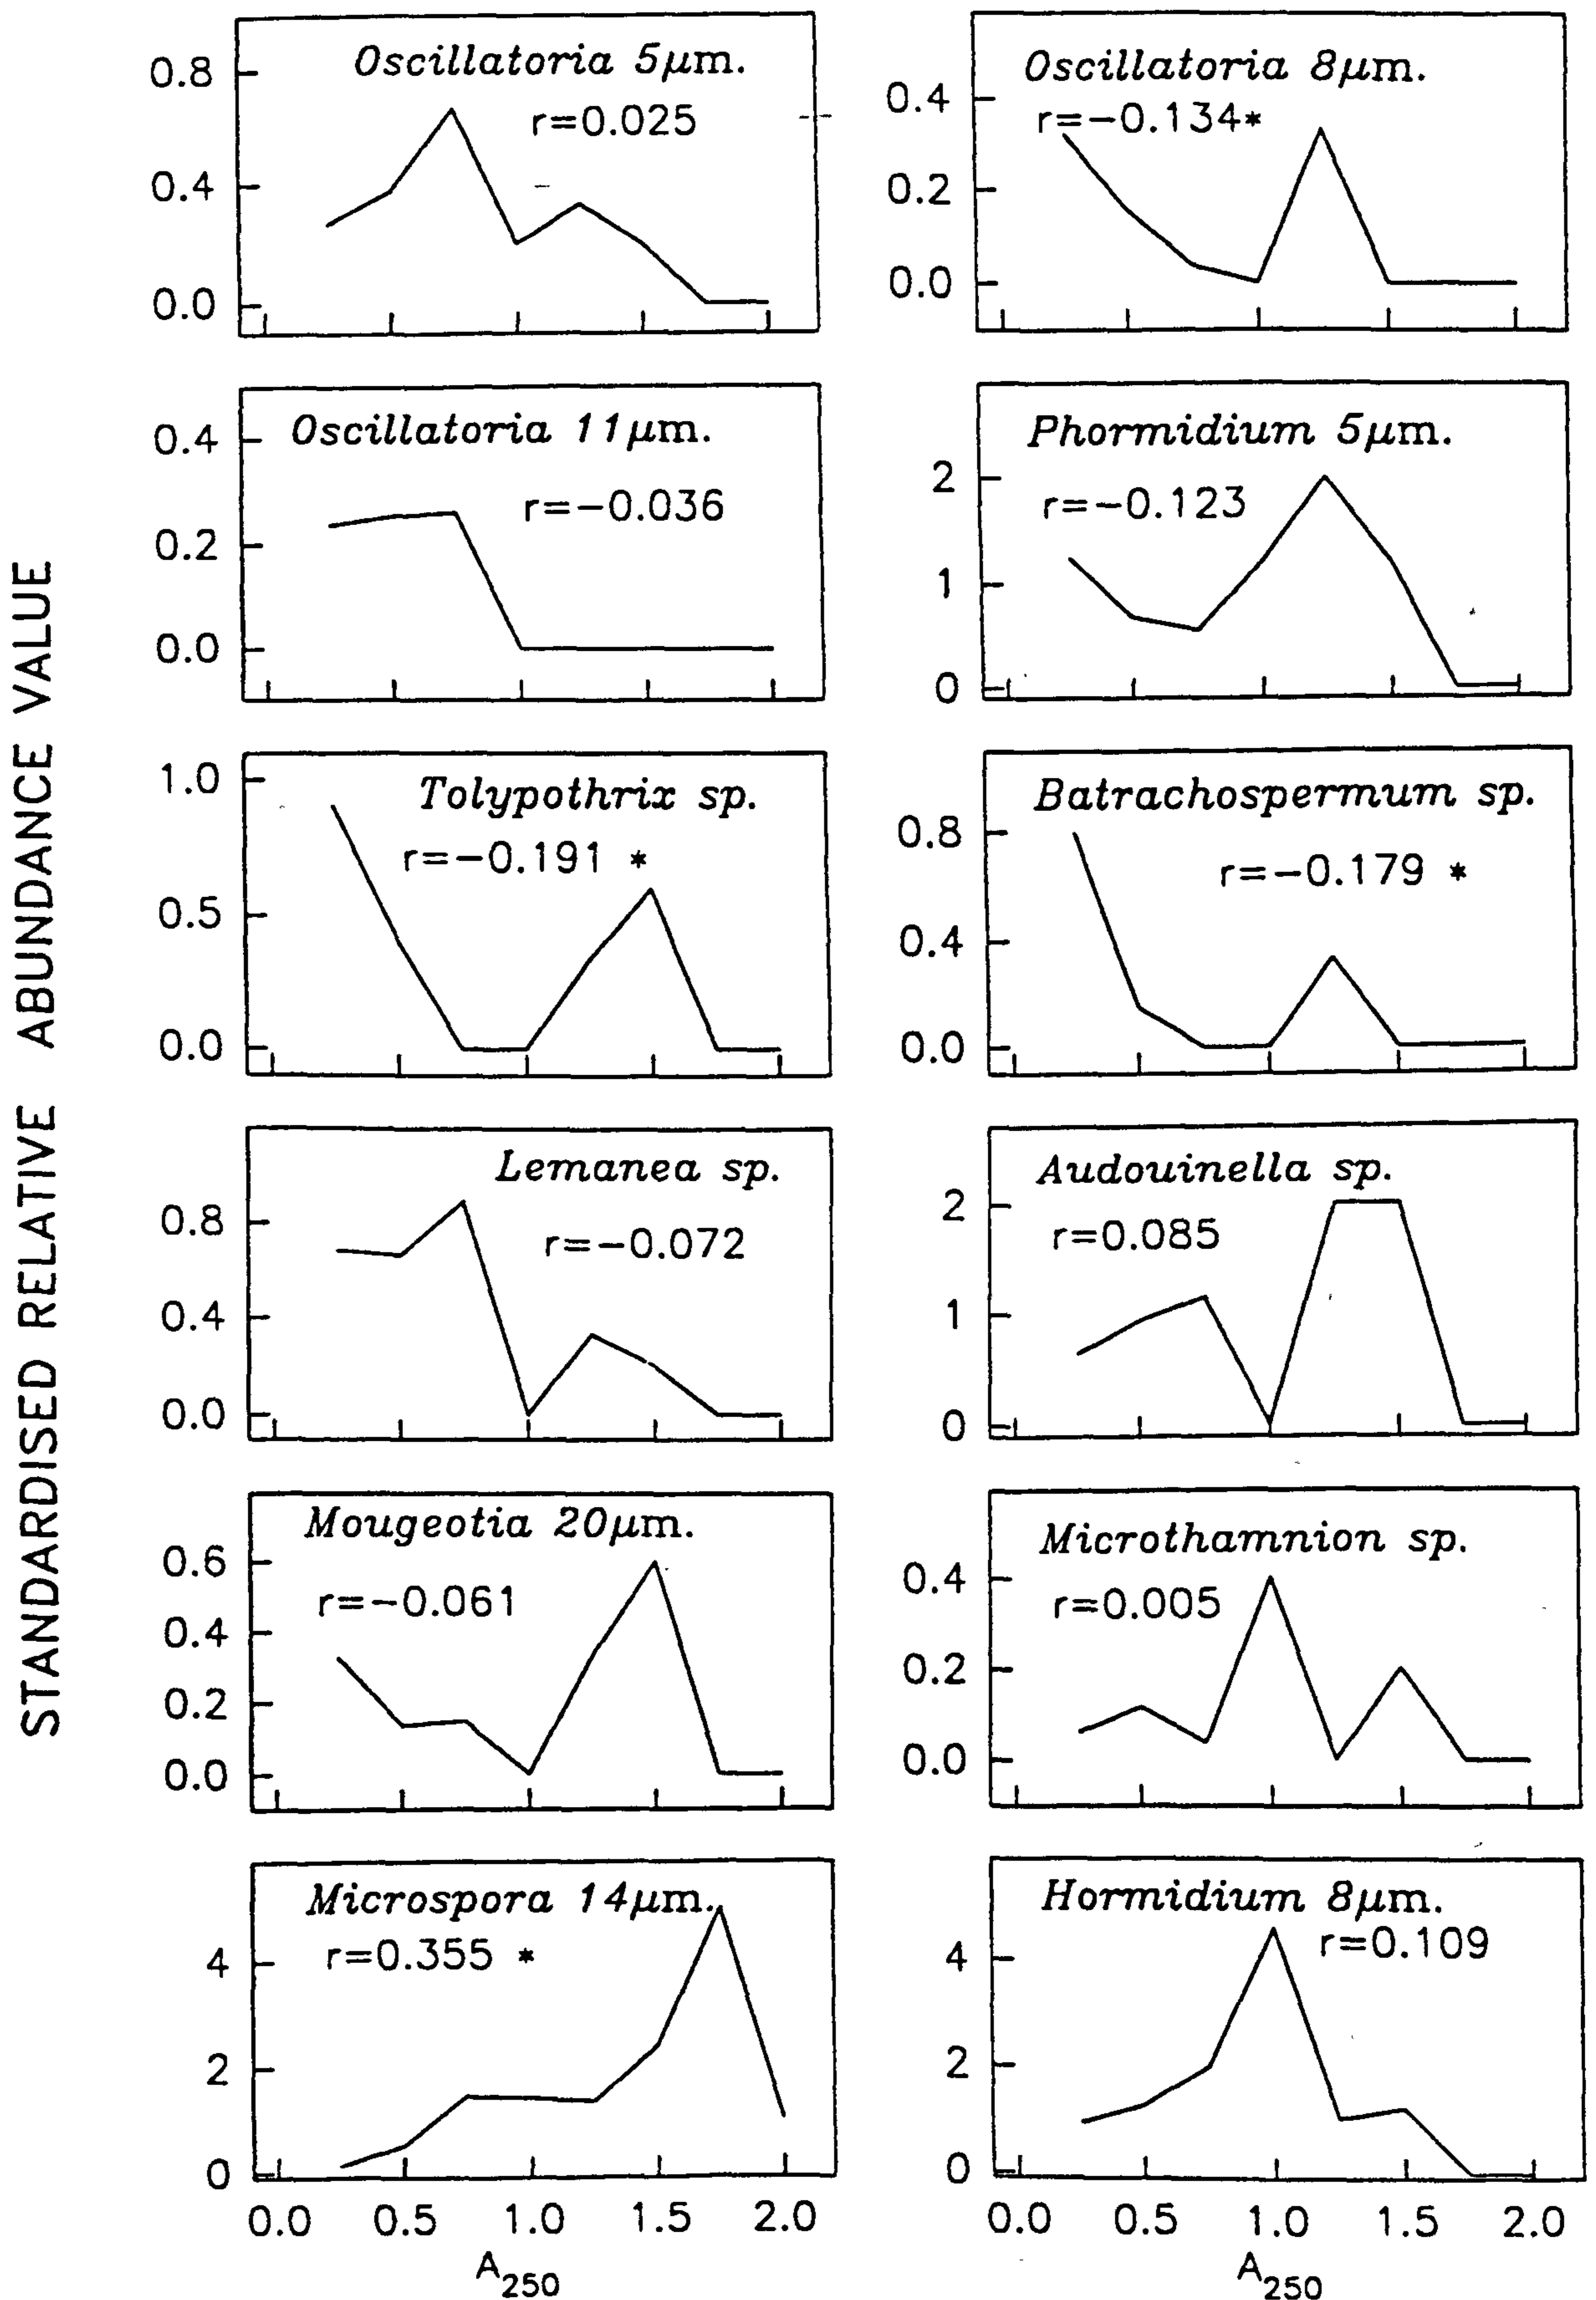 STANDARDISED RELATIVE ABUNDANCE VALUE
Oscillatoria 5μm.
r=0.025
0.8
0.4
0.0
Oscillatoria 8μm.
r=-0.134*
0.4
0.2
0.0
Oscillatoria 11μm.
r=-0.036
0.4
0.2
0.0
Phormidium 5μm.
r=-0.123
2
1
0
Tolypothrix sp.
r=-0.191 *
1.0
0.5
0.0
Batrachospermum sp.
r=-0.179 *
0.8
0.4
0.0
Lemanea sp.
r=-0.072
0.8
0.4
0.0
Audouinella sp.
r=0.085
2
1
0
Mougeotia 20μm.
r=-0.061
0.6
0.4
0.2
0.0
Microthamnion sp.
r=0.005
0.4
0.2
0.0
Microspora 14μm.
r=0.355 *
4
2
0
Hormidium 8μm.
r=0.109
4
2
0
0.0 0.5 1.0 1.5 2.0
A250
0.0 0.5 1.0 1.5 2.0
A250